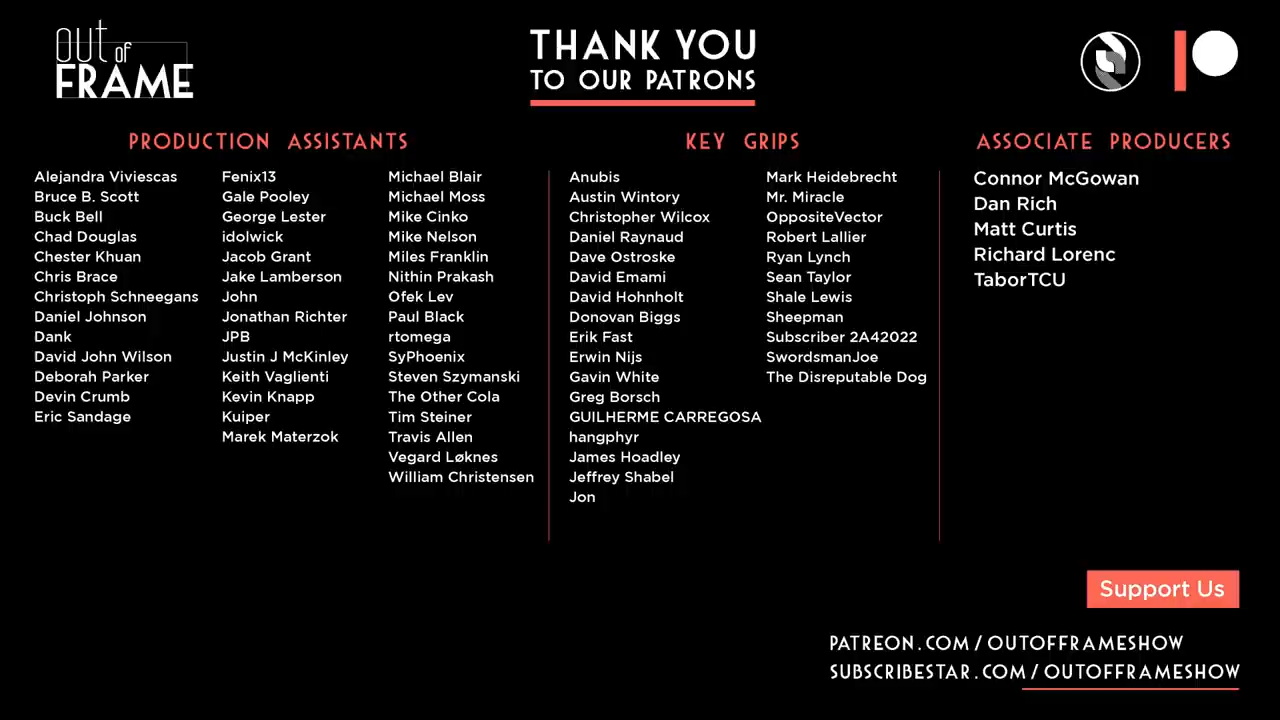 OUT OF
FRAME
THANK YOU
TO OUR PATRONS
PRODUCTION ASSISTANTS
Alejandra Viviescas
Bruce B. Scott
Buck Bell
Chad Douglas
Chester Khuan
Chris Brace
Christoph Schneegans
Daniel Johnson
Dank
David John Wilson
Deborah Parker
Devin Crumb
Eric Sandage
Fenix13
Gale Pooley
George Lester
idolwick
Jacob Grant
Jake Lamberson
John
Jonathan Richter
JPB
Justin J McKinley
Keith Vaglienti
Kevin Knapp
Kuiper
Marek Materzok
Michael Blair
Michael Moss
Mike Cinko
Mike Nelson
Miles Franklin
Nithin Prakash
Ofek Lev
Paul Black
rtomega
SyPhoenix
Steven Szymanski
The Other Cola
Tim Steiner
Travis Allen
Vegard Løknes
William Christensen
KEY GRIPS
Anubis
Austin Wintory
Christopher Wilcox
Daniel Raynaud
Dave Ostroske
David Emami
David Hohnholt
Donovan Biggs
Erik Fast
Erwin Nijs
Gavin White
Greg Borsch
GUILHERME CARREGOSA
hangphyr
James Hoadley
Jeffrey Shabel
Jon
Mark Heidebrecht
Mr. Miracle
OppositeVector
Robert Lallier
Ryan Lynch
Sean Taylor
Shale Lewis
Sheepman
Subscriber 2A42022
SwordsmanJoe
The Disreputable Dog
ASSOCIATE PRODUCERS
Connor McGowan
Dan Rich
Matt Curtis
Richard Lorenc
TaborTCU
Support Us
PATREON.COM/OUTOFFRAMESHOW
SUBSCRIBESTAR.COM/OUTOFFRAMESHOW